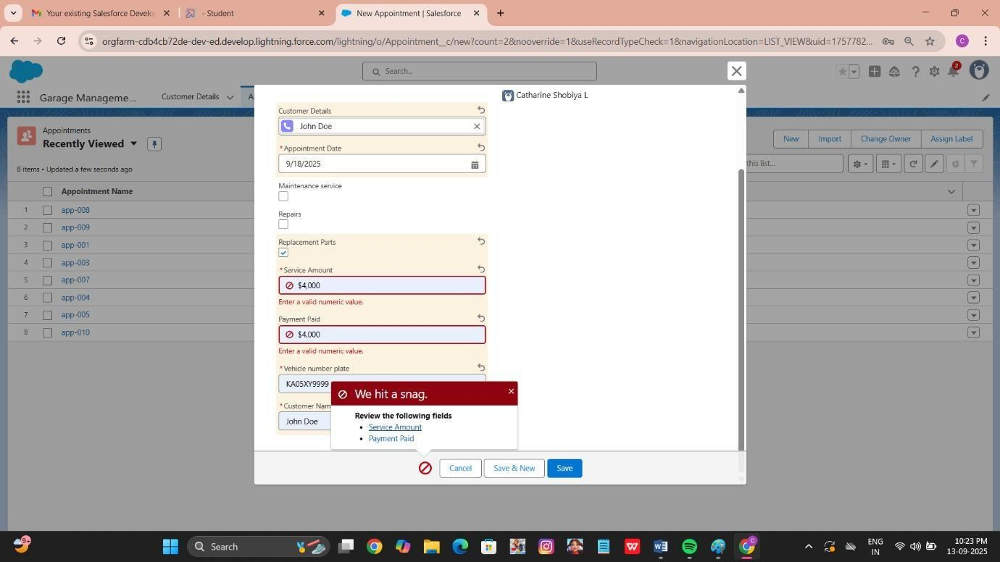 Your existing Salesforce Develo
- Student
New Appointment | Salesforce
orgfarm-cdb4cb72de-dev-ed.develop.lightning.force.com/lightning/o/Appointment__c/new?count=2&nooverride=1&useRecordTypeCheck=1&navigationLocation=LIST_VIEW&uid=1757782...
C
Search...
2
Garage Manageme...
Customer Details
A
Catharine Shobiya L
Customer Details
John Doe
*Appointment Date
9/18/2025
Maintenance service
Repairs
Replacement Parts
*Service Amount
$4,000
Enter a valid numeric value.
Payment Paid
$4,000
Enter a valid numeric value.
*Vehicle number plate
KA05XY9999
*Customer Nam
John Doe
We hit a snag.
Review the following fields
• Service Amount
• Payment Paid
Cancel
Save & New
Save
Appointments
Recently Viewed
8 items • Updated a few seconds ago
New
Import
Change Owner
Assign Label
this list...
Appointment Name
1 app-008
2 app-009
3 app-001
4 app-003
5 app-007
6 app-004
7 app-005
8 app-010
9+
Search
W
C
ENG
IN
10:23 PM
13-09-2025